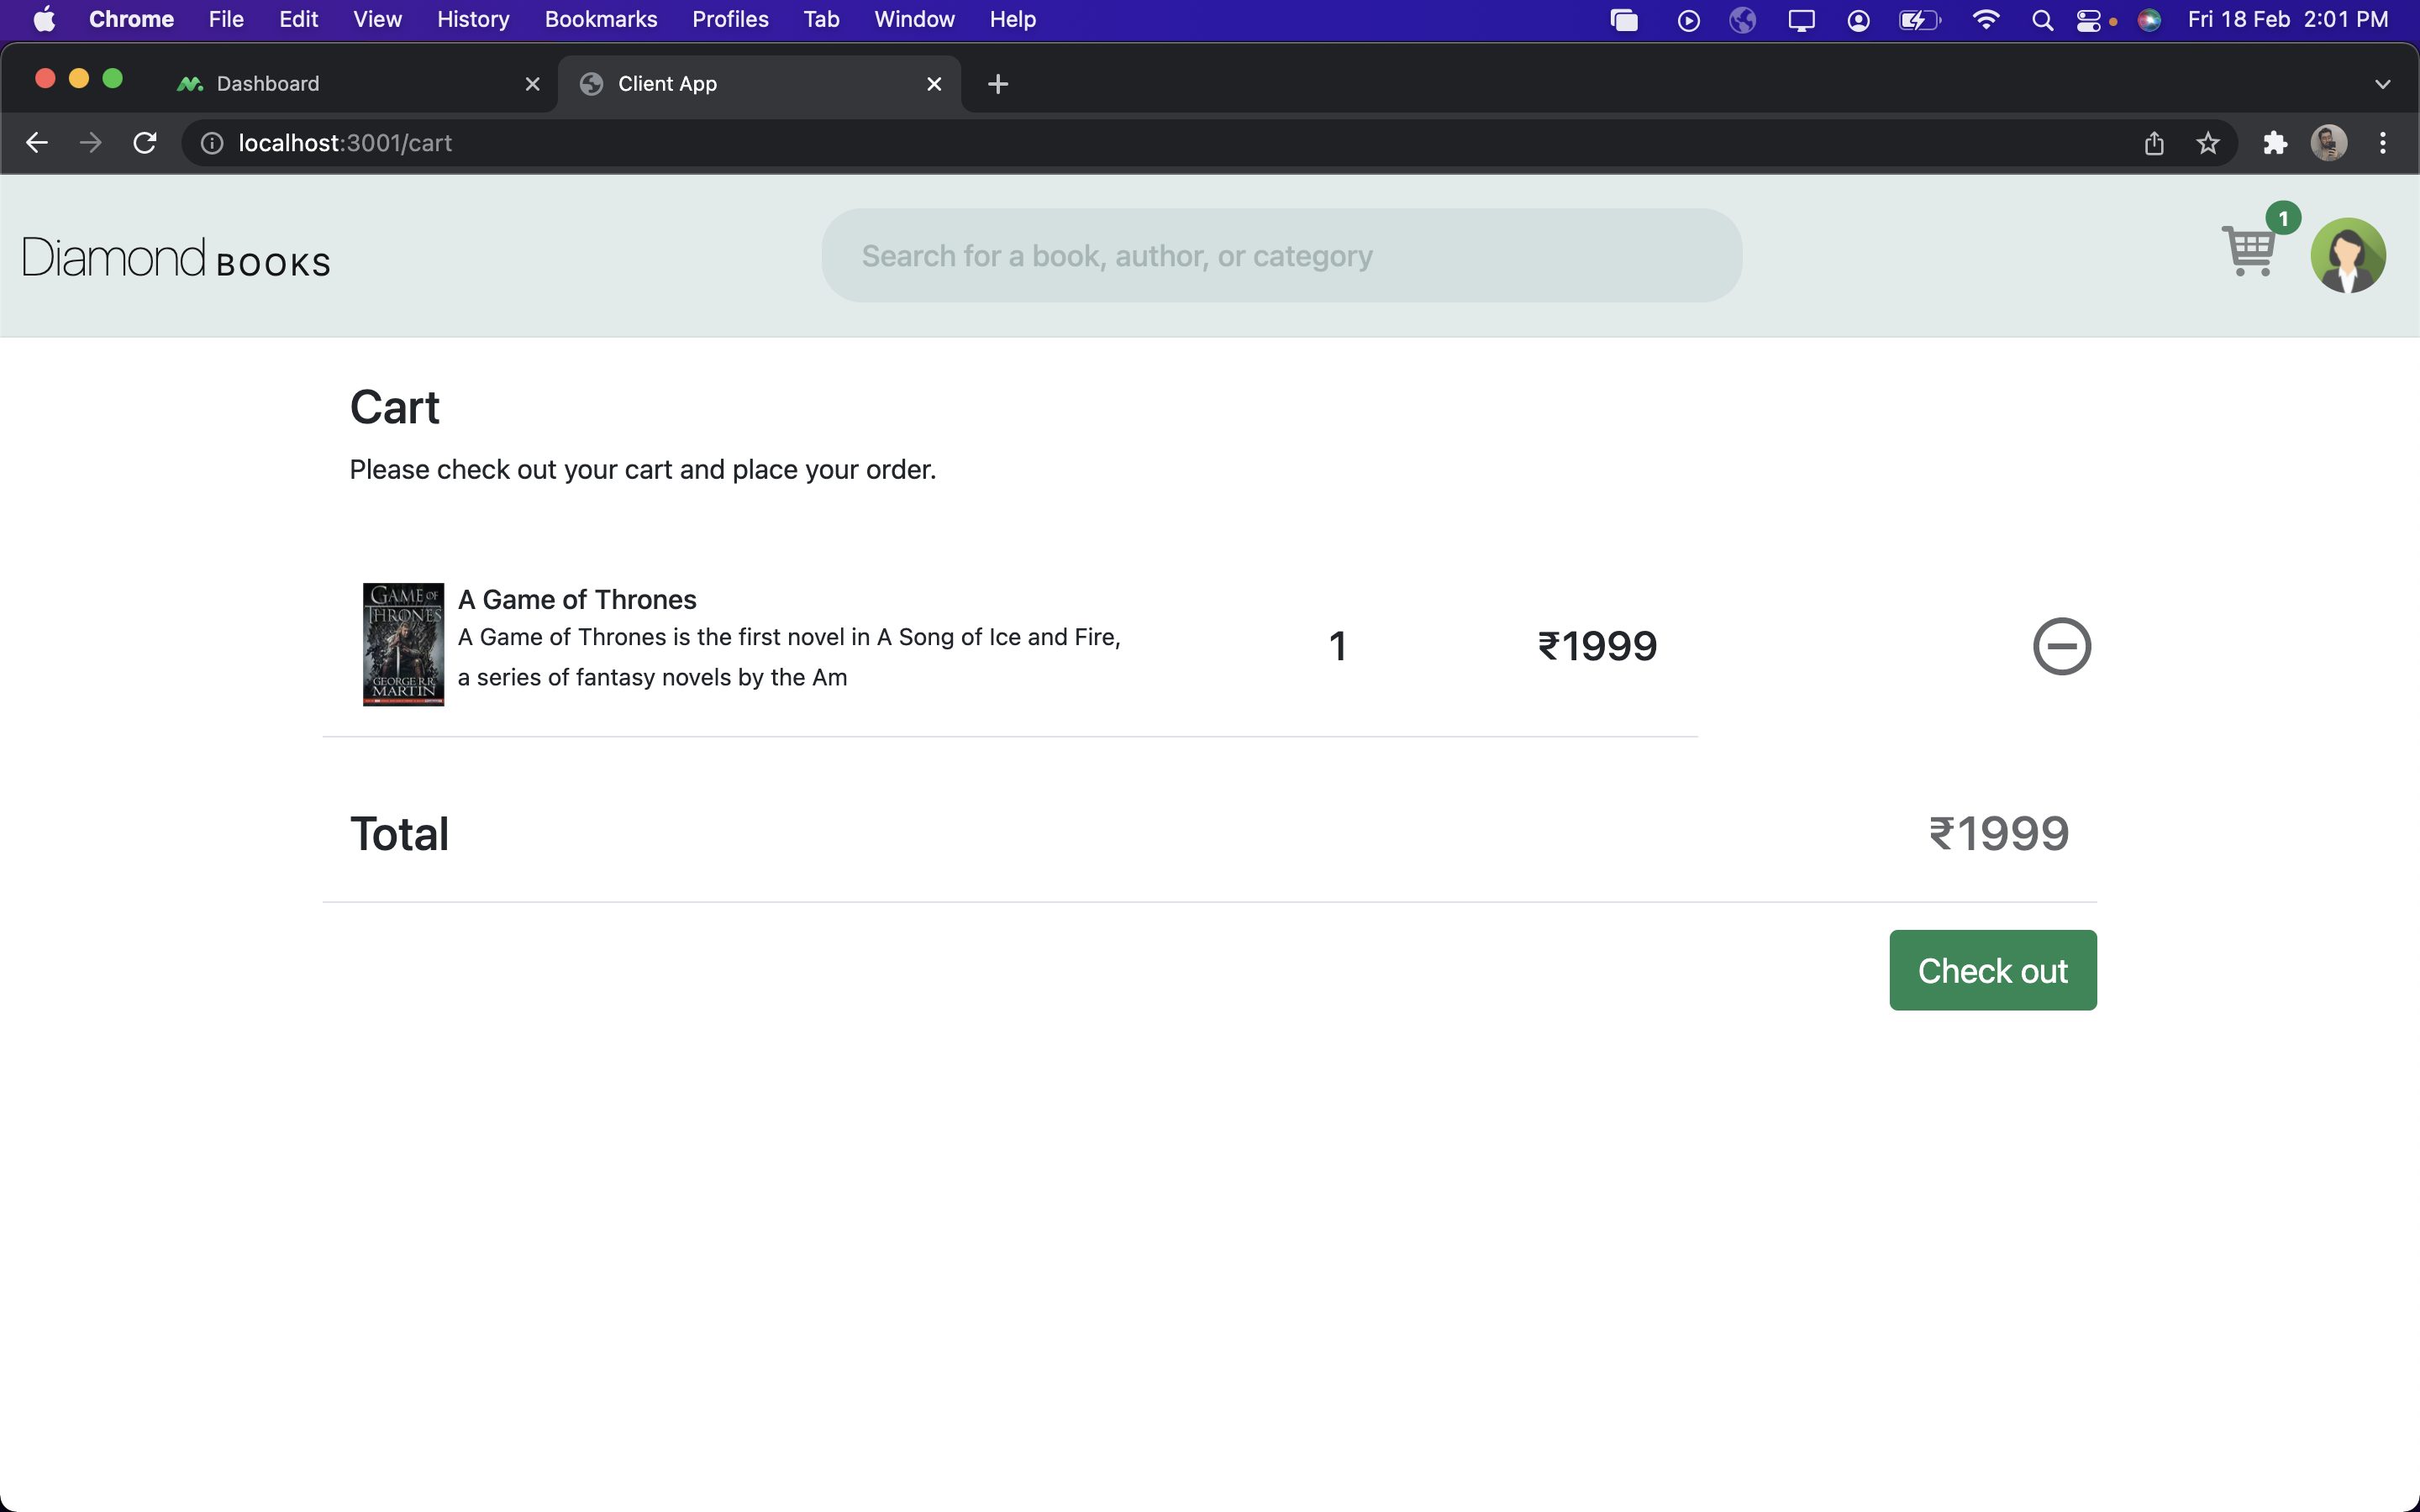 Chrome File Edit View History Bookmarks Profiles Tab Window Help Fri 18 Feb 2:01 PM
Dashboard Client App
localhost:3001/cart
Diamond BOOKS Search for a book, author, or category 1
Cart
Please check out your cart and place your order.
GAME OF
THRONES
GEORGE R.R.
MARTIN
A Game of Thrones
A Game of Thrones is the first novel in A Song of Ice and Fire,
a series of fantasy novels by the Am
1 ₹1999
Total ₹1999
Check out